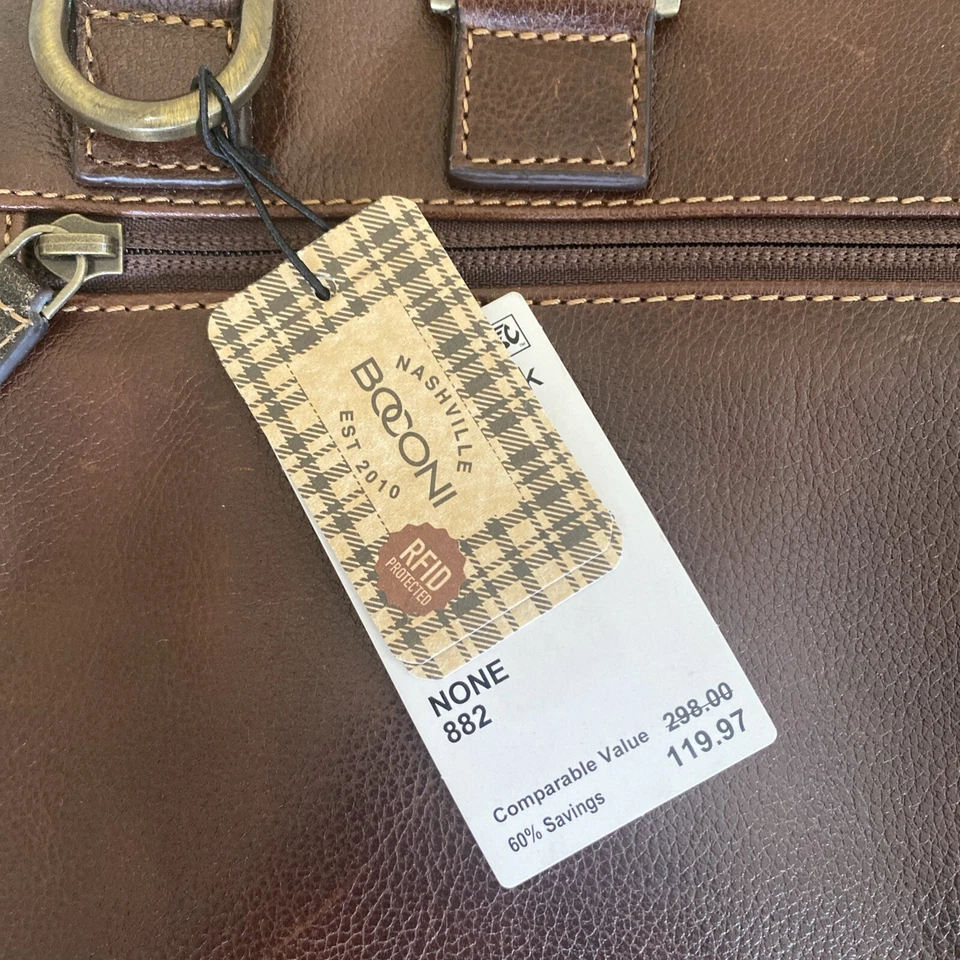 NASHVILLE
BOCONI
EST 2010
RFID
PROTECTED
NONE
882
Comparable Value 298.00
60% Savings 119.97